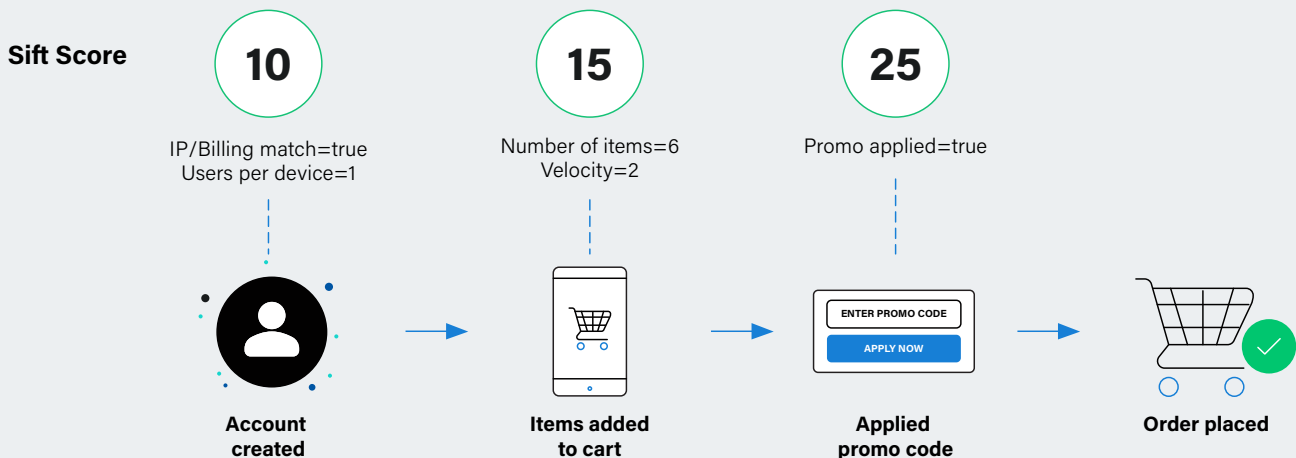 Sift Score
10
15
25
IP/Billing match=true
Users per device=1
Number of items=6
Velocity=2
Promo applied=true
ENTER PROMO CODE
APPLY NOW
Account
created
Items added
to cart
Applied
promo code
Order placed